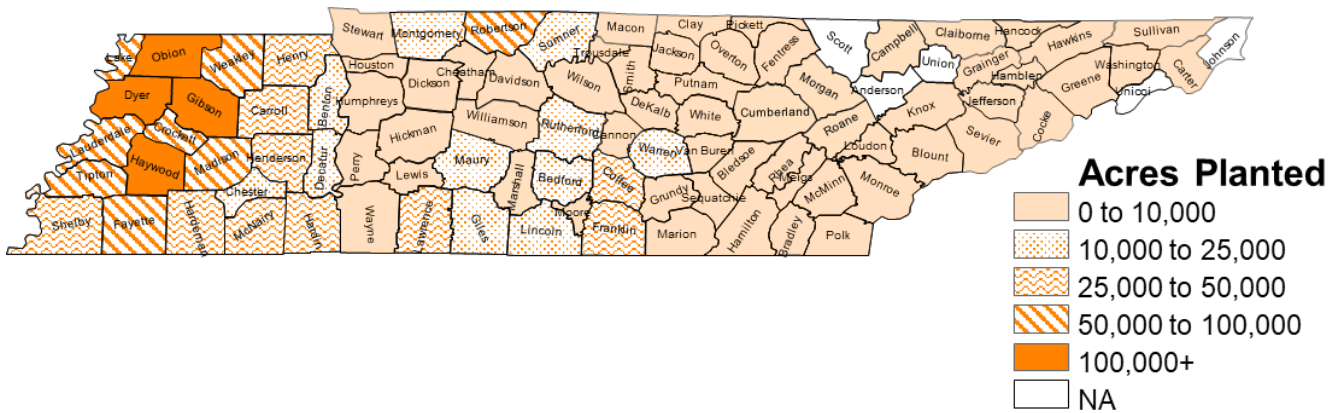 Stewart
Montgomery
Robertson
Sumner
Macon
Clay
Pickett
Scott
Campbell
Claiborne
Hancock
Hawkins
Sullivan
Johnson
Lake
Obion
Weakley
Henry
Houston
Dickson
Cheatham
Davidson
Wilson
Trousdale
Smith
Jackson
Overton
Fentress
Morgan
Anderson
Union
Grainger
Hamblen
Greene
Washington
Carter
Unicoi
Dyer
Gibson
Carroll
Benton
Humphreys
Hickman
Williamson
Rutherford
Cannon
DeKalb
Putnam
White
Cumberland
Roane
Knox
Jefferson
Cocke
Sevier
Lauderdale
Crockett
Madison
Henderson
Decatur
Perry
Lewis
Maury
Marshall
Bedford
Coffee
Warren
Van Buren
Bledsoe
Rhea
Meigs
McMinn
Loudon
Blount
Monroe
Tipton
Haywood
Chester
Shelby
Fayette
Hardeman
McNairy
Hardin
Wayne
Lawrence
Giles
Lincoln
Moore
Franklin
Grundy
Sequatchie
Marion
Hamilton
Bradley
Polk
Acres Planted
0 to 10,000
10,000 to 25,000
25,000 to 50,000
50,000 to 100,000
100,000+
NA